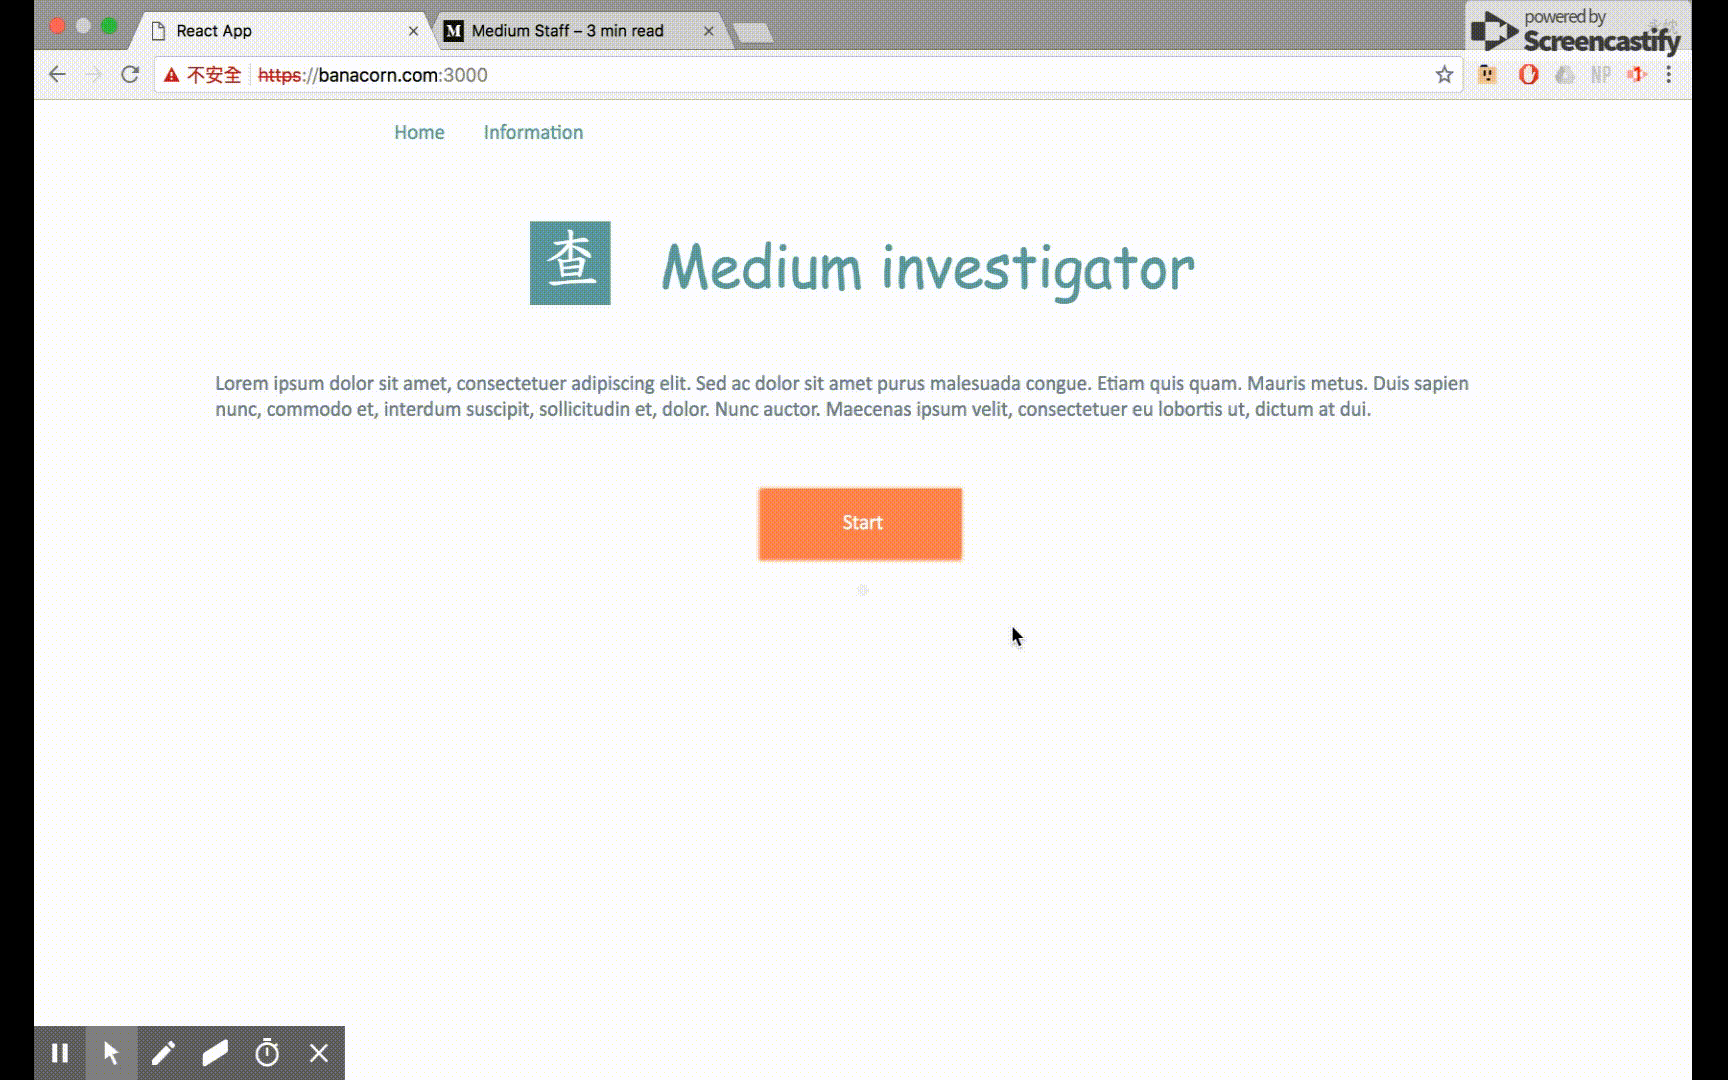 React App
Medium Staff – 3 min read
powered by
Screencastify
不安全
https://banacorn.com:3000
NP
Home
Information
查
Medium investigator
Lorem ipsum dolor sit amet, consectetuer adipiscing elit. Sed ac dolor sit amet purus malesuada congue. Etiam quis quam. Mauris metus. Duis sapien
nunc, commodo et, interdum suscipit, sollicitudin et, dolor. Nunc auctor. Maecenas ipsum velit, consectetuer eu lobortis ut, dictum at dui.
Start